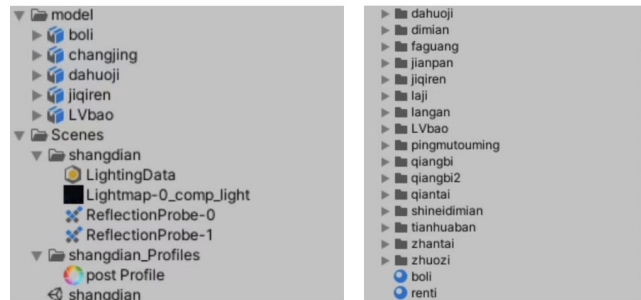 model
boli
changjing
dahuoji
jiqiren
LVbao
Scenes
shangdian
LightingData
Lightmap-0_comp_light
ReflectionProbe-0
ReflectionProbe-1
shangdian_Profiles
post Profile
shangdian
dahuoji
dimian
faguang
jianpan
jiqiren
laji
langan
LVbao
pingmutouming
qiangbi
qiangbi2
qiantai
shineidimian
tianhuaban
zhantai
zhuozi
boli
renti